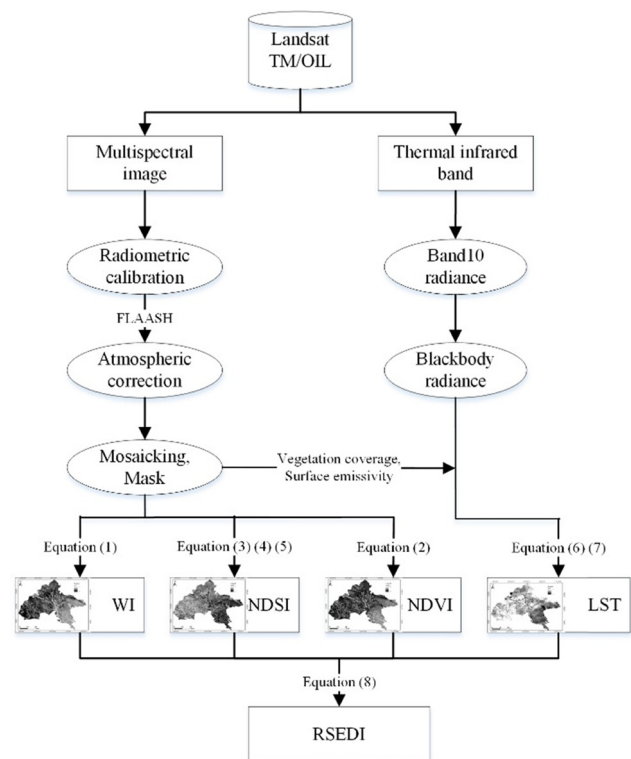 Landsat
TM/OIL
Multispectral
image
Thermal infrared
band
Radiometric
calibration
Band10
radiance
FLAASH
Atmospheric
correction
Blackbody
radiance
Mosaicking,
Mask
Vegetation coverage,
Surface emissivity
Equation (1)
Equation (3) (4) (5)
Equation (2)
Equation (6) (7)
WI
NDSI
NDVI
LST
Equation (8)
RSEDI